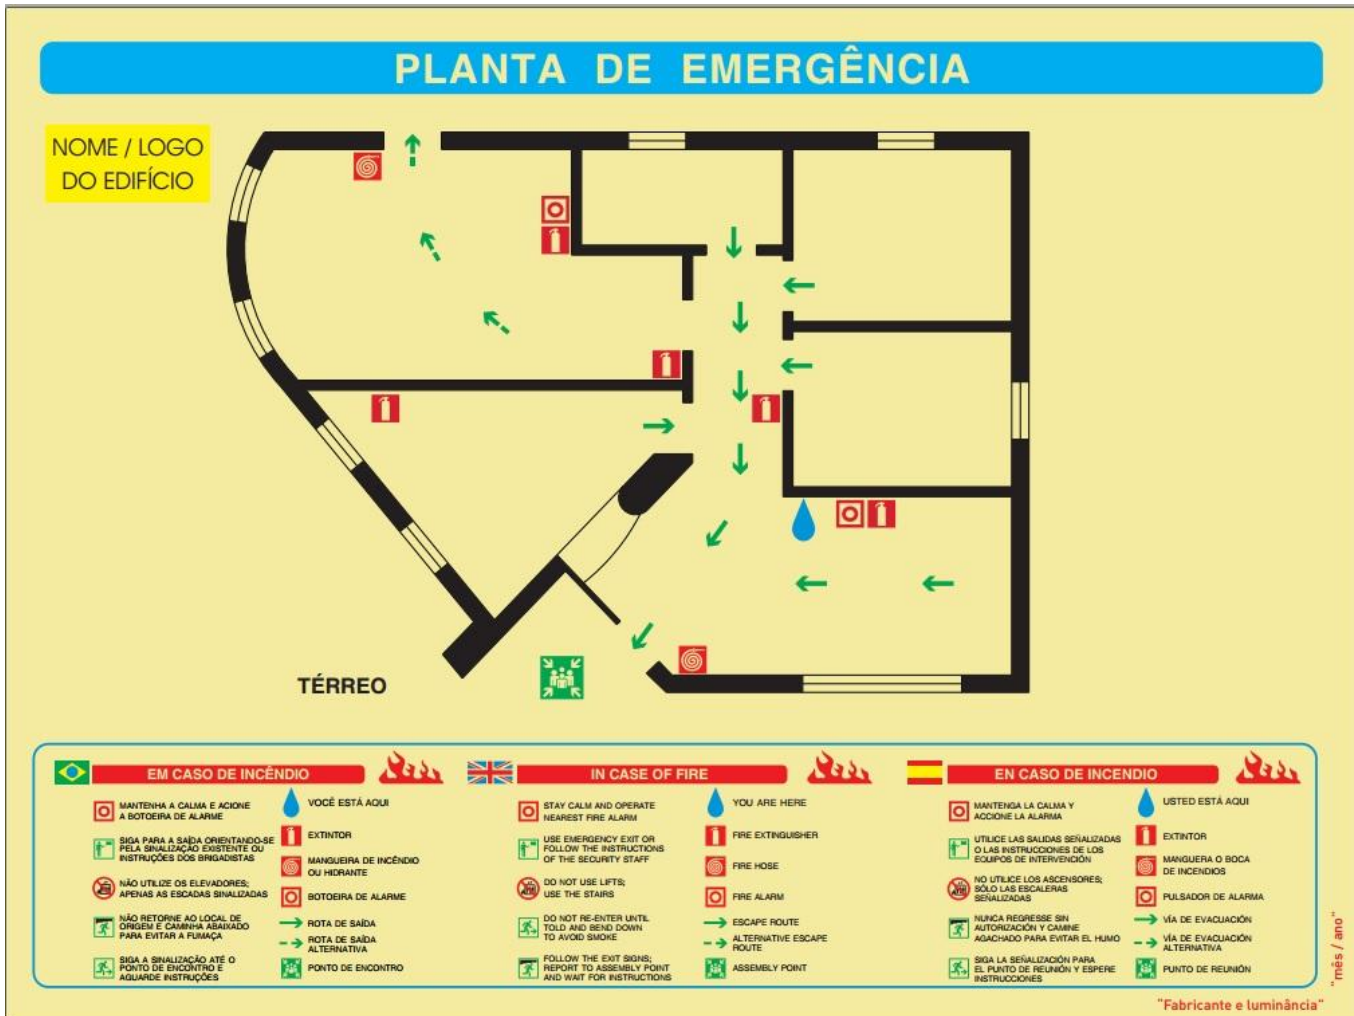 PLANTA DE EMERGÊNCIA
NOME / LOGO
DO EDIFÍCIO
TÉRREO
EM CASO DE INCÊNDIO
MANTENHA A CALMA E ACIONE
A BOTOEIRA DE ALARME
SIGA PARA A SAÍDA ORIENTANDO-SE
PELA SINALIZAÇÃO EXISTENTE OU
INSTRUÇÕES DOS BRIGADISTAS
NÃO UTILIZE OS ELEVADORES;
APENAS AS ESCADAS SINALIZADAS
NÃO RETORNE AO LOCAL DE
ORIGEM E CAMINHA ABAIXADO
PARA EVITAR A FUMAÇA
SIGA A SINALIZAÇÃO ATÉ O
PONTO DE ENCONTRO E
AGUARDE INSTRUÇÕES
VOCÊ ESTÁ AQUI
EXTINTOR
MANGUEIRA DE INCÊNDIO
OU HIDRANTE
BOTOEIRA DE ALARME
ROTA DE SAÍDA
ROTA DE SAÍDA
ALTERNATIVA
PONTO DE ENCONTRO
IN CASE OF FIRE
STAY CALM AND OPERATE
NEAREST FIRE ALARM
USE EMERGENCY EXIT OR
FOLLOW THE INSTRUCTIONS
OF THE SECURITY STAFF
DO NOT USE LIFTS;
USE THE STAIRS
DO NOT RE-ENTER UNTIL
TOLD AND BEND DOWN
TO AVOID SMOKE
FOLLOW THE EXIT SIGNS;
REPORT TO ASSEMBLY POINT
AND WAIT FOR INSTRUCTIONS
YOU ARE HERE
FIRE EXTINGUISHER
FIRE HOSE
FIRE ALARM
ESCAPE ROUTE
ALTERNATIVE ESCAPE
ROUTE
ASSEMBLY POINT
EN CASO DE INCENDIO
MANTENGA LA CALMA Y
ACCIONE LA ALARMA
UTILICE LAS SALIDAS SEÑALIZADAS
O LAS INSTRUCCIONES DE LOS
EQUIPOS DE INTERVENCIÓN
NO UTILICE LOS ASCENSORES;
SÓLO LAS ESCALERAS
SEÑALIZADAS
NUNCA REGRESE SIN
AUTORIZACIÓN Y CAMINE
AGACHADO PARA EVITAR EL HUMO
SIGA LA SEÑALIZACIÓN PARA
EL PUNTO DE REUNIÓN Y ESPERE
INSTRUCCIONES
USTED ESTÁ AQUI
EXTINTOR
MANGUERA O BOCA
DE INCENDIOS
PULSADOR DE ALARMA
VÍA DE EVACUACIÓN
VÍA DE EVACUACIÓN
ALTERNATIVA
PUNTO DE REUNIÓN
"mês / ano"
"Fabricante e luminância"